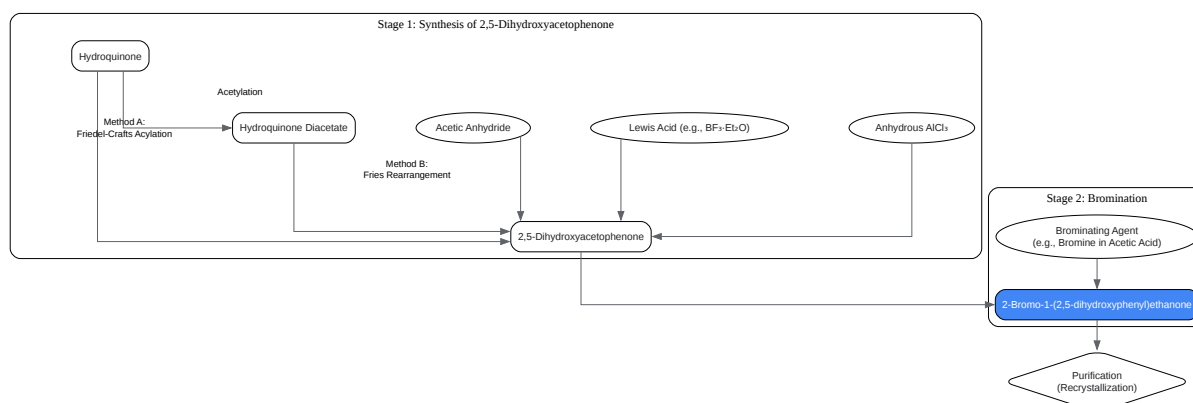 Stage 1: Synthesis of 2,5-Dihydroxyacetophenone
Hydroquinone
Acetylation
Method A:
Friedel-Crafts Acylation
Hydroquinone Diacetate
Acetic Anhydride
Lewis Acid (e.g., BF₃·Et₂O)
Anhydrous AlCl₃
Method B:
Fries Rearrangement
2,5-Dihydroxyacetophenone
Stage 2: Bromination
Brominating Agent
(e.g., Bromine in Acetic Acid)
2-Bromo-1-(2,5-dihydroxyphenyl)ethanone
Purification
(Recrystallization)